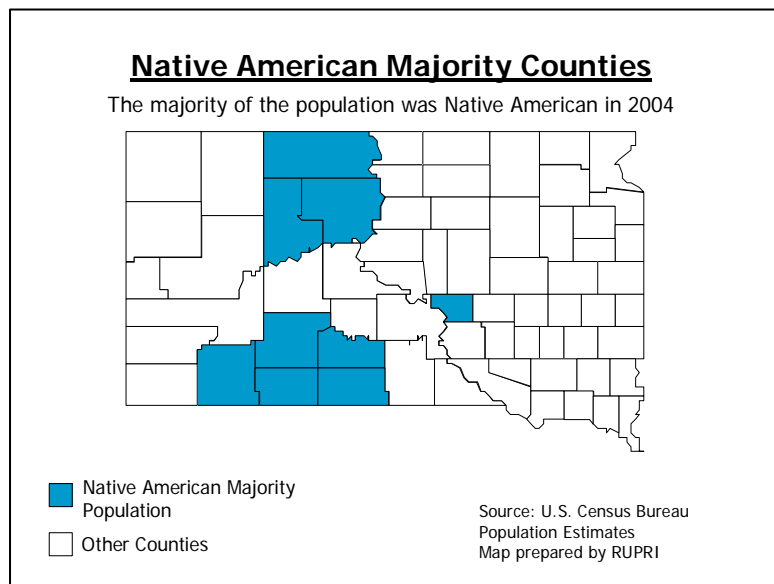 Native American Majority Counties
The majority of the population was Native American in 2004
Native American Majority
Population
Other Counties
Source: U.S. Census Bureau
Population Estimates
Map prepared by RUPRI